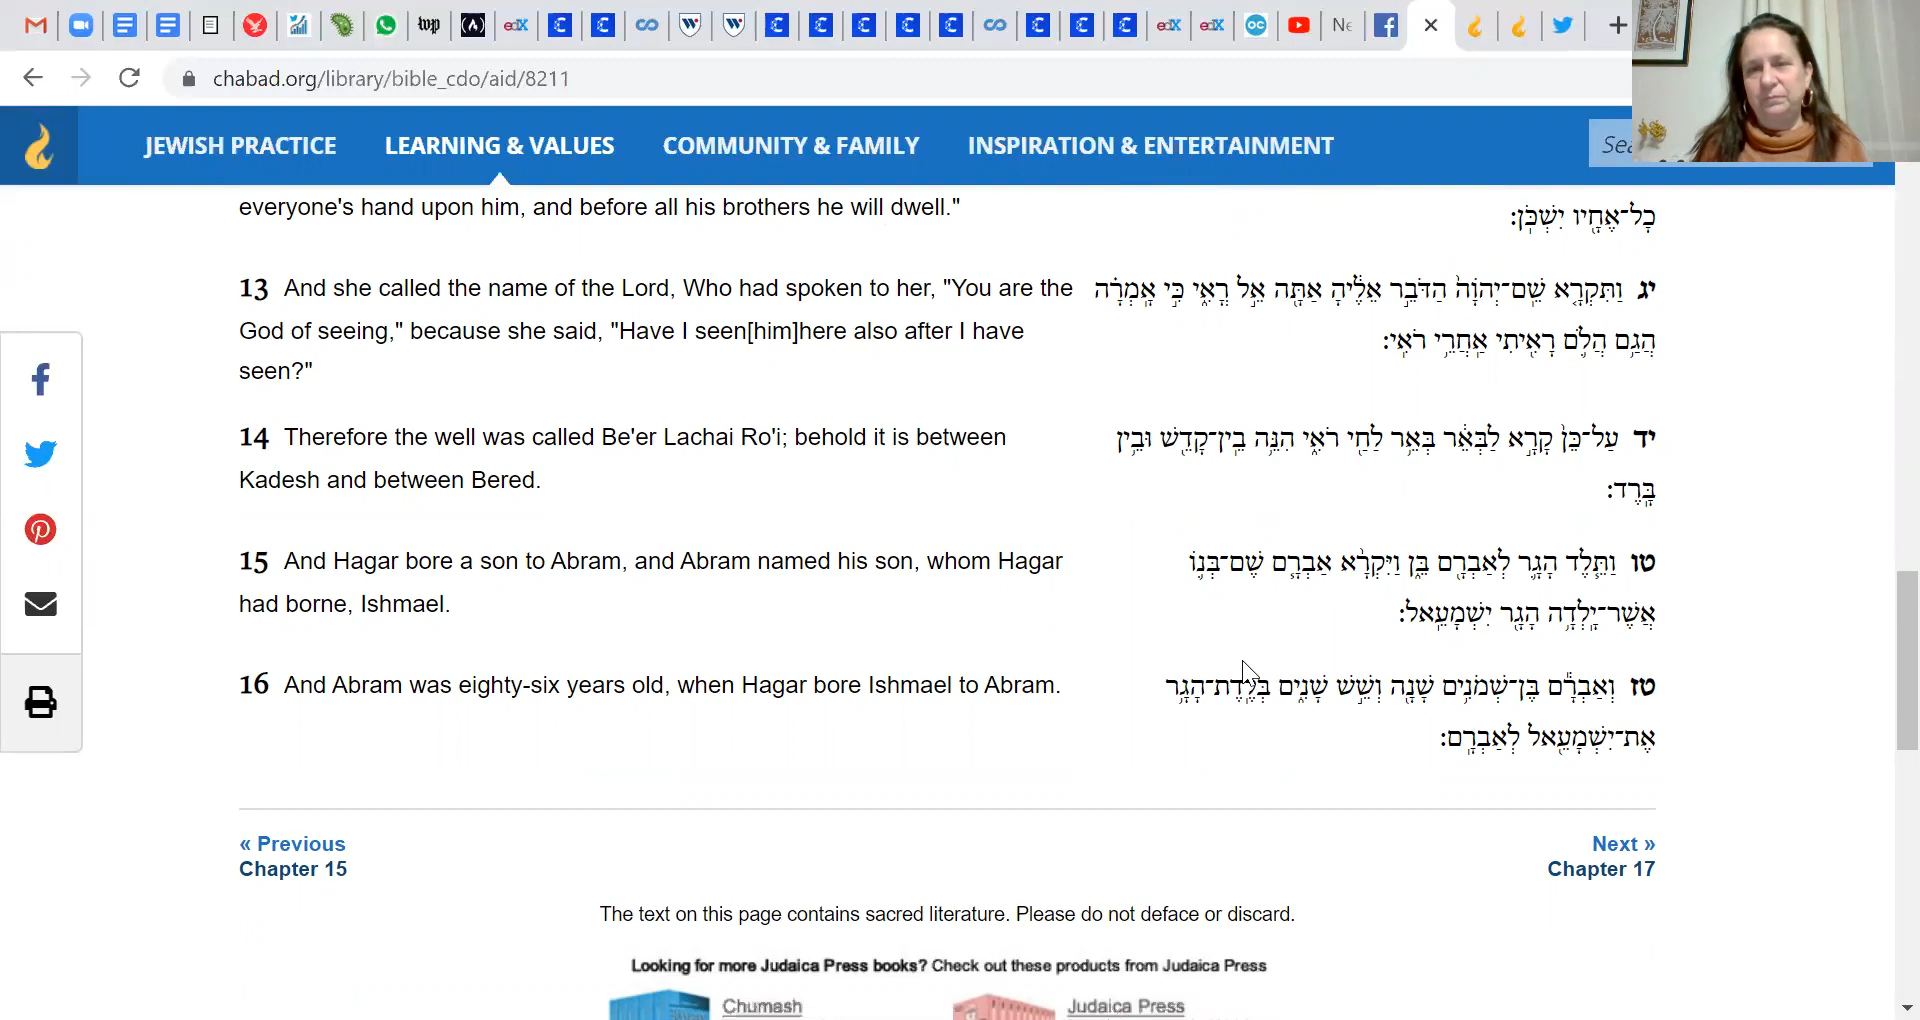 chabad.org/library/bible_cdo/aid/8211
JEWISH PRACTICE LEARNING & VALUES COMMUNITY & FAMILY INSPIRATION & ENTERTAINMENT
everyone's hand upon him, and before all his brothers he will dwell."
כָל־אֶחָ֖יו יִשְׁכֹּֽן:
13 And she called the name of the Lord, Who had spoken to her, "You are the
God of seeing," because she said, "Have I seen[him]here also after I have
seen?"
יג וַתִּקְרָ֤א שֵֽׁם־יְהֹוָה֙ הַדֹּבֵ֣ר אֵלֶ֔יהָ אַתָּ֖ה אֵ֣ל רֳאִ֑י כִּ֣י אָֽמְרָ֗ה
הֲגַ֥ם הֲלֹ֛ם רָאִ֖יתִי אַֽחֲרֵ֥י רֹאִֽי:
14 Therefore the well was called Be'er Lachai Ro'i; behold it is between
Kadesh and between Bered.
יד עַל־כֵּן֙ קָרָ֣א לַבְּאֵ֔ר בְּאֵ֥ר לַחַ֖י רֹאִ֑י הִנֵּ֥ה בֵֽין־קָדֵ֖שׁ וּבֵ֥ין
בָּֽרֶד:
15 And Hagar bore a son to Abram, and Abram named his son, whom Hagar
had borne, Ishmael.
טו וַתֵּ֧לֶד הָגָ֛ר לְאַבְרָ֖ם בֵּ֑ן וַיִּקְרָ֨א אַבְרָ֧ם שֶׁם־בְּנ֛וֹ
אֲשֶׁר־יָֽלְדָ֥ה הָגָ֖ר יִשְׁמָעֵֽאל:
16 And Abram was eighty-six years old, when Hagar bore Ishmael to Abram.
טז וְאַבְרָ֕ם בֶּן־שְׁמֹנִ֥ים שָׁנָ֖ה וְשֵׁ֣שׁ שָׁנִ֑ים בְּלֶֽדֶת־הָגָ֥ר
אֶת־יִשְׁמָעֵ֖אל לְאַבְרָֽם:
« Previous
Chapter 15
Next »
Chapter 17
The text on this page contains sacred literature. Please do not deface or discard.
Looking for more Judaica Press books? Check out these products from Judaica Press
Chumash
Judaica Press